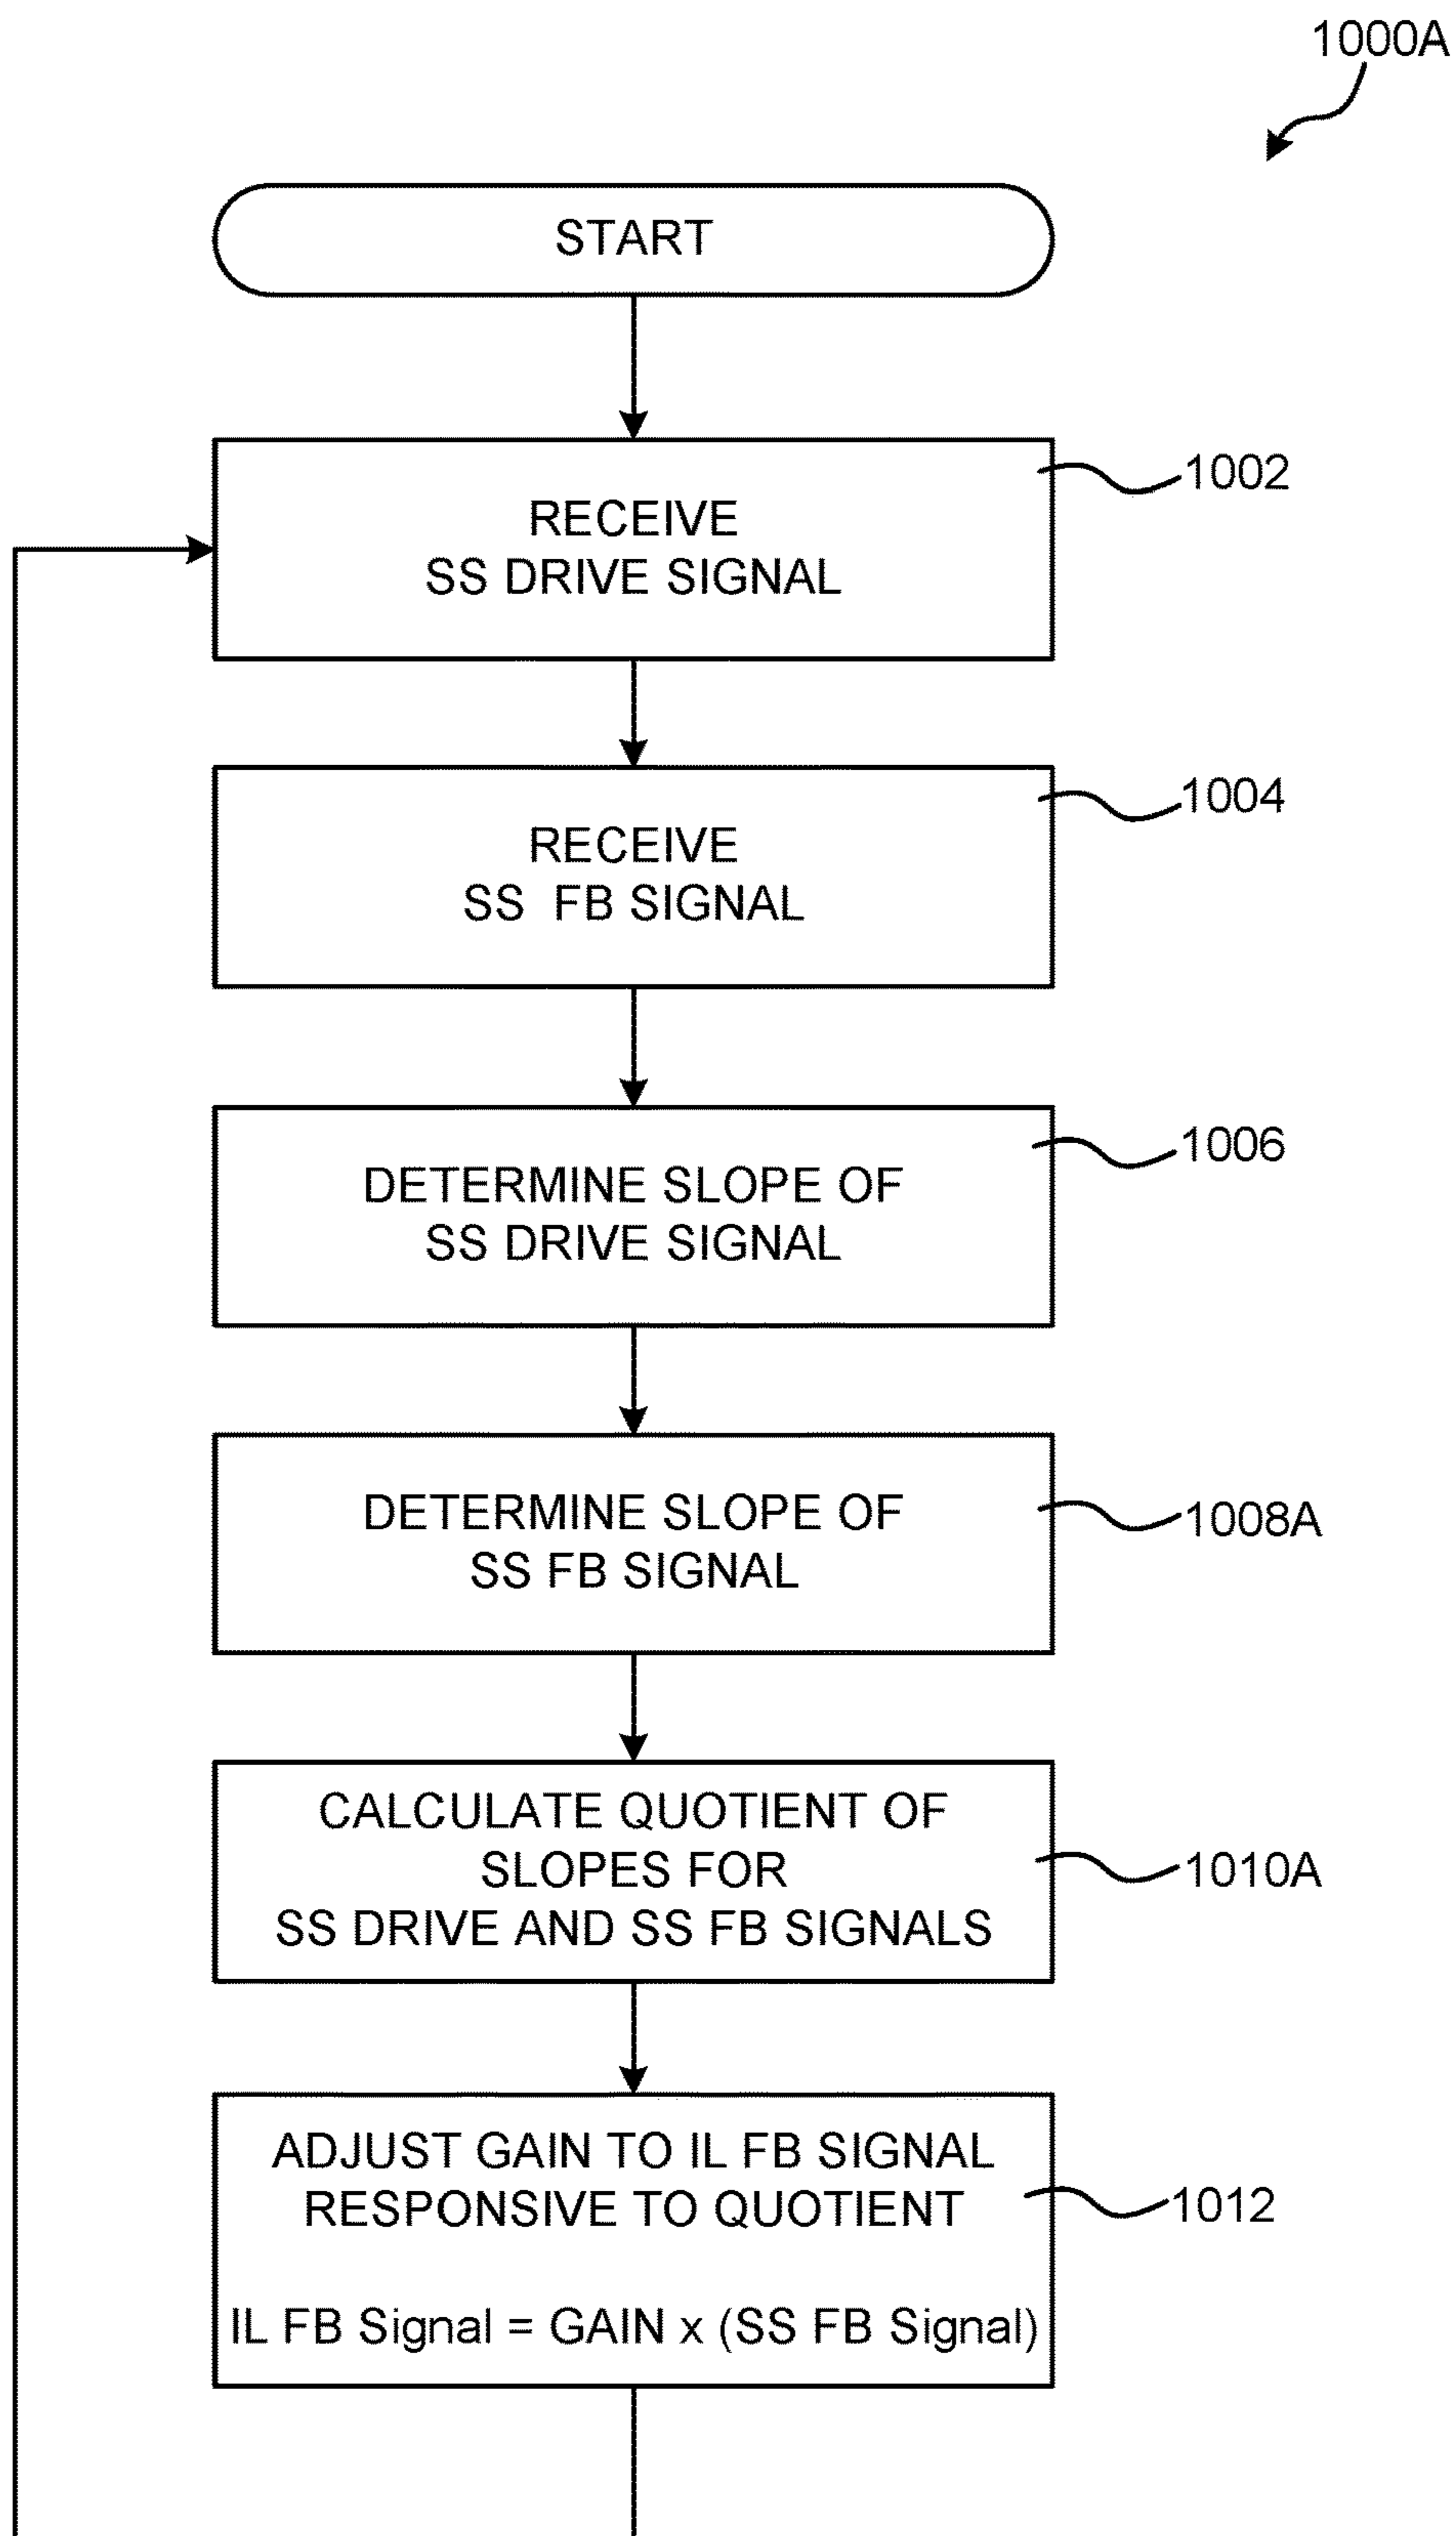 1000A
START
1002
RECEIVE
SS DRIVE SIGNAL
1004
RECEIVE
SS FB SIGNAL
1006
DETERMINE SLOPE OF
SS DRIVE SIGNAL
1008A
DETERMINE SLOPE OF
SS FB SIGNAL
1010A
CALCULATE QUOTIENT OF
SLOPES FOR
SS DRIVE AND SS FB SIGNALS
1012
ADJUST GAIN TO IL FB SIGNAL
RESPONSIVE TO QUOTIENT
IL FB Signal = GAIN x (SS FB Signal)